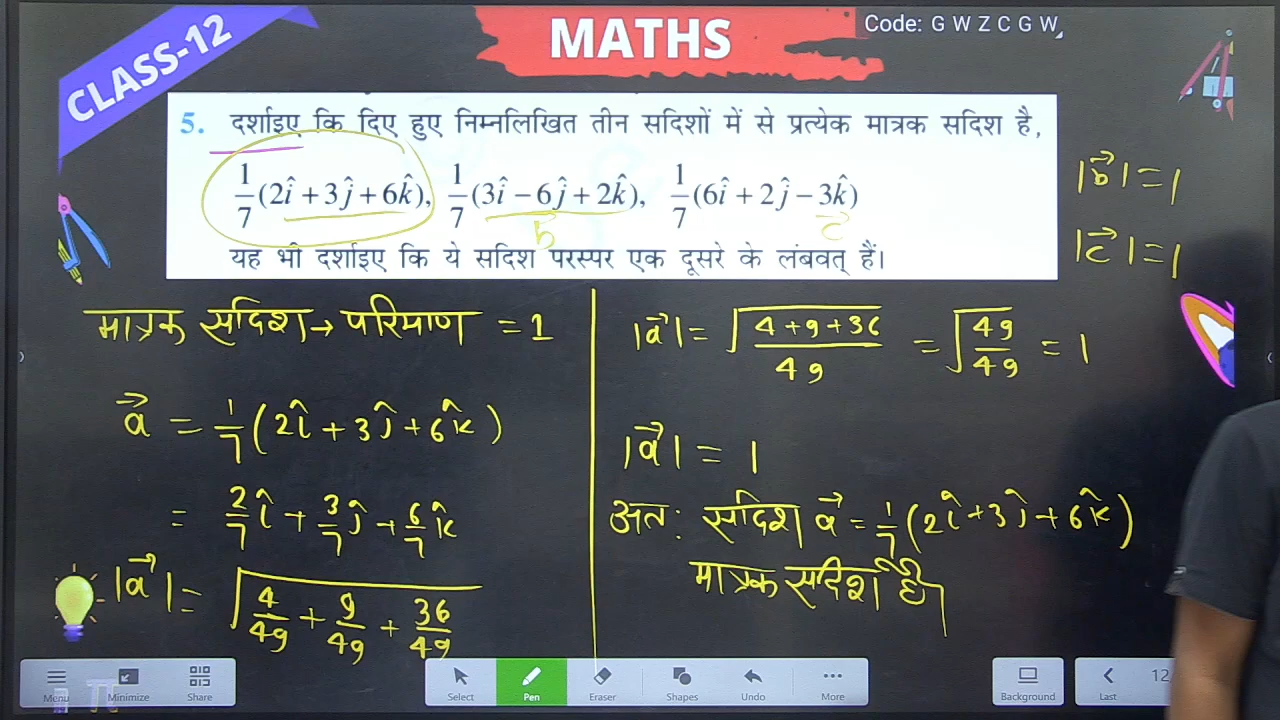 CLASS-12
MATHS
Code: G W Z C G W
5. दर्शाइए कि दिए हुए निम्नलिखित तीन सदिशों में से प्रत्येक मात्रक सदिश है,
1/7(2î + 3ĵ + 6k̂), 1/7(3î − 6ĵ + 2k̂), 1/7(6î + 2ĵ − 3k̂)
b⃗ c⃗
यह भी दर्शाइए कि ये सदिश परस्पर एक दूसरे के लंबवत् हैं।
|b⃗| = 1
|c⃗| = 1
मात्रक सदिश → परिमाण = 1
a⃗ = 1/7(2î + 3ĵ + 6k̂)
= 2/7 î + 3/7 ĵ + 6/7 k̂
|a⃗| = √(4/49 + 9/49 + 36/49)
|a⃗| = √((4+9+36)/49) = √(49/49) = 1
|a⃗| = 1
अतः सदिश a⃗ = 1/7(2î + 3ĵ + 6k̂)
मात्रक सदिश है।
Menu
Minimize
Share
Select
Pen
Eraser
Shapes
Undo
More
Background
Last
12